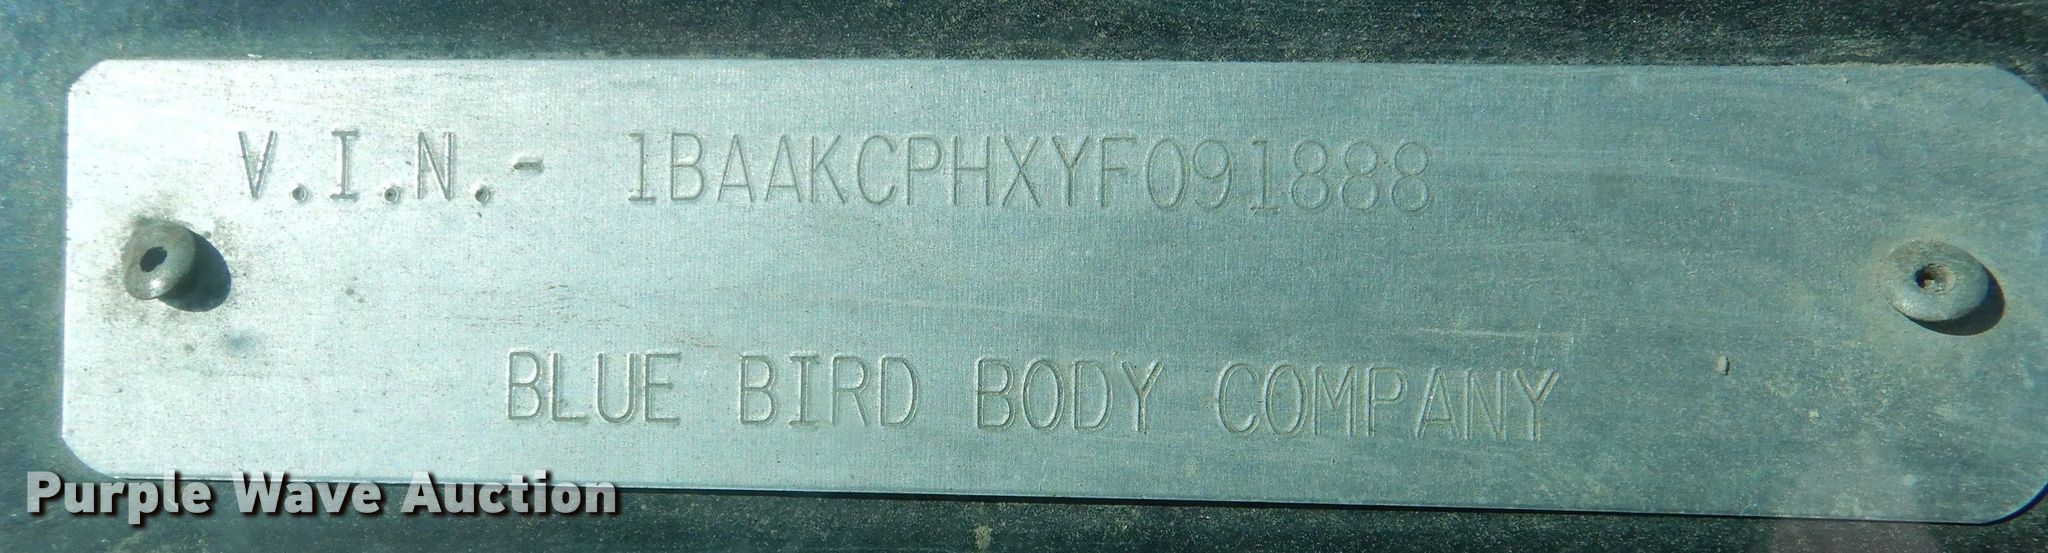 V.I.N.- 1BAAKCPHXYF091888
BLUE BIRD BODY COMPANY
Purple Wave Auction